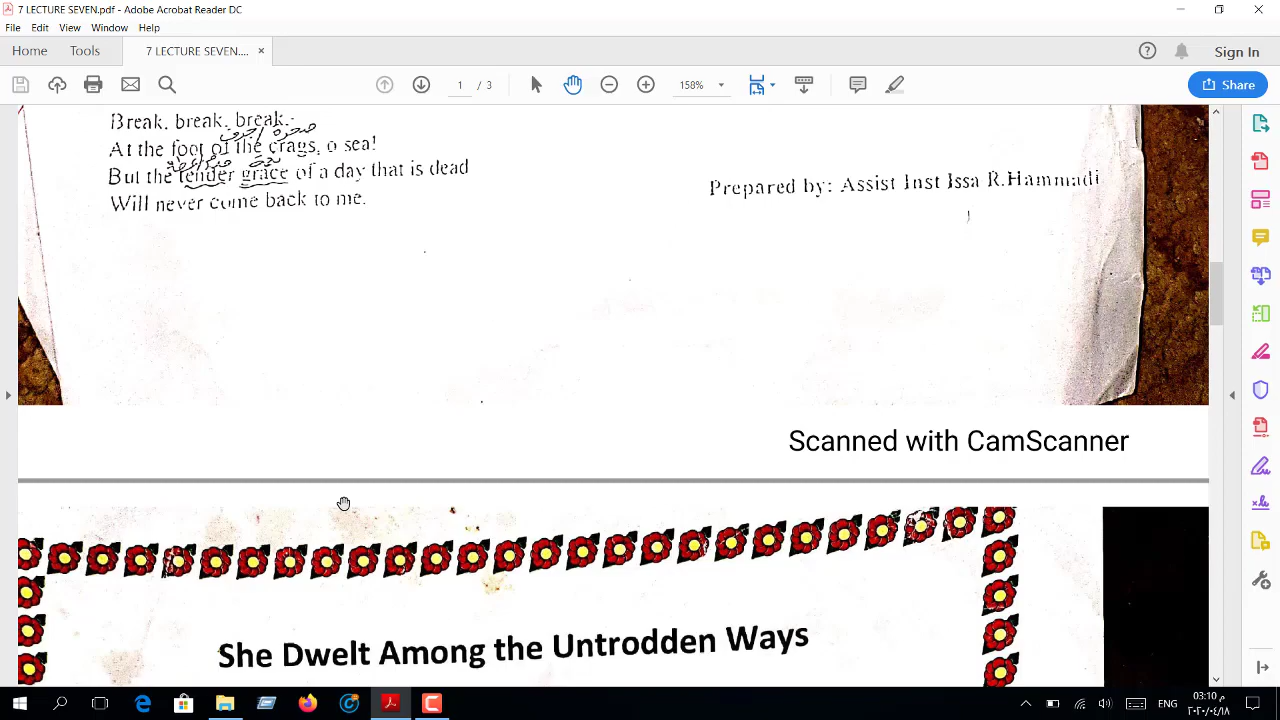 7 LECTURE SEVEN.pdf - Adobe Acrobat Reader DC
File Edit View Window Help
Home Tools 7 LECTURE SEVEN.... × Sign In
1 / 3 158% Share
Break, break, break,
At the foot of the crags, o sea!
But the tender grace of a day that is dead
Will never come back to me.
Prepared by: Assist Inst Issa R.Hammadi
Scanned with CamScanner
She Dwelt Among the Untrodden Ways
ENG
03:10 م
٢٠٢٠/٠٤/١٨